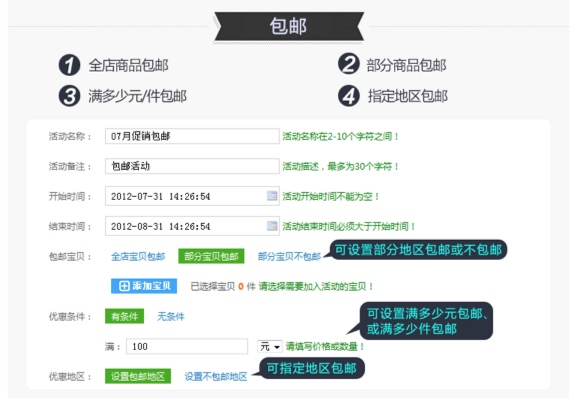 包邮
1 全店商品包邮 2 部分商品包邮
3 满多少元/件包邮 4 指定地区包邮
活动名称： 07月促销包邮 活动名称在2-10个字符之间！
活动备注： 包邮活动 活动描述，最多为30个字符！
开始时间： 2012-07-31 14:26:54 活动开始时间不能为空！
结束时间： 2012-08-31 14:26:54 活动结束时间必须大于开始时间！
包邮宝贝： 全店宝贝包邮 部分宝贝包邮 部分宝贝不包邮 可设置部分地区包邮或不包邮
添加宝贝 已选择宝贝 0 件 请选择需要加入活动的宝贝！
优惠条件： 有条件 无条件 可设置满多少元包邮、
或满多少件包邮
满： 100 元 请填写价格或数量！
优惠地区： 设置包邮地区 设置不包邮地区 可指定地区包邮